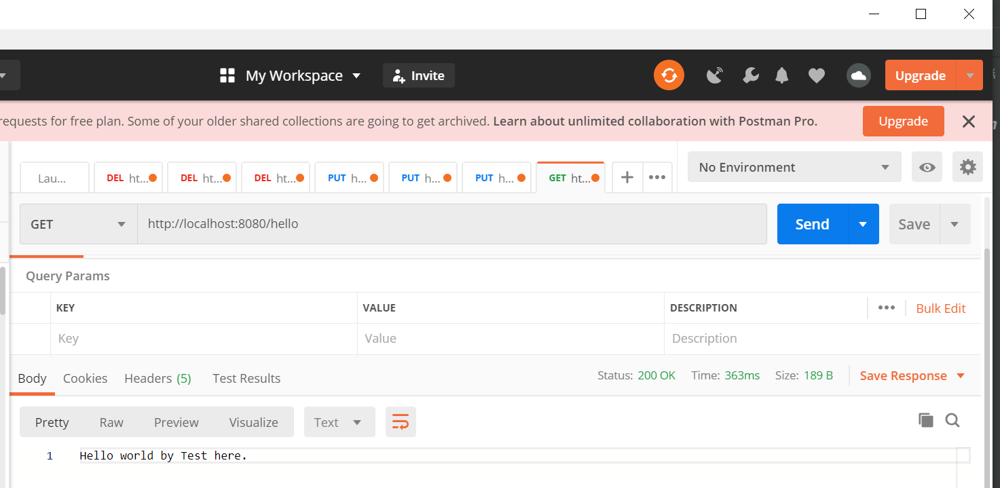 My Workspace Invite Upgrade
requests for free plan. Some of your older shared collections are going to get archived. Learn about unlimited collaboration with Postman Pro. Upgrade
Lau... DEL ht... DEL ht... DEL ht... PUT h... PUT h... PUT h... GET ht... No Environment
GET http://localhost:8080/hello Send Save
Query Params
KEY VALUE DESCRIPTION Bulk Edit
Key Value Description
Body Cookies Headers (5) Test Results Status: 200 OK Time: 363ms Size: 189 B Save Response
Pretty Raw Preview Visualize Text
1 Hello world by Test here.